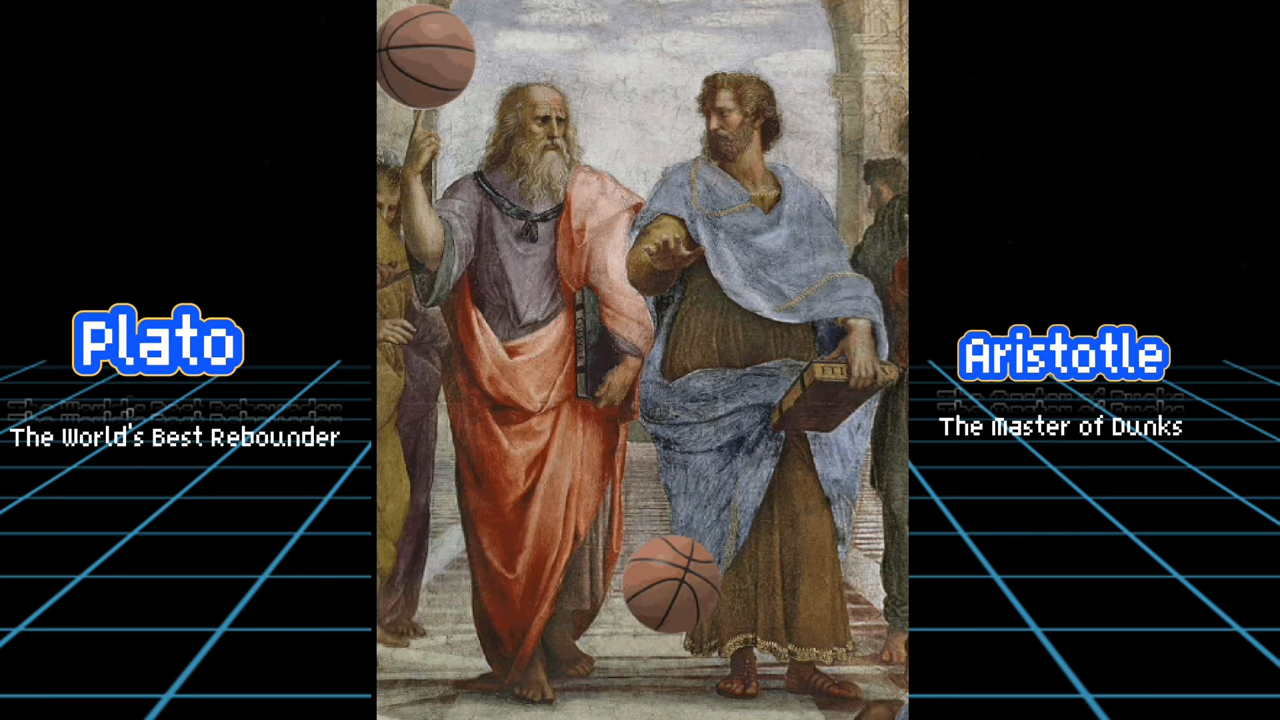 Plato
The World's Best Rebounder
Aristotle
The Master of Dunks